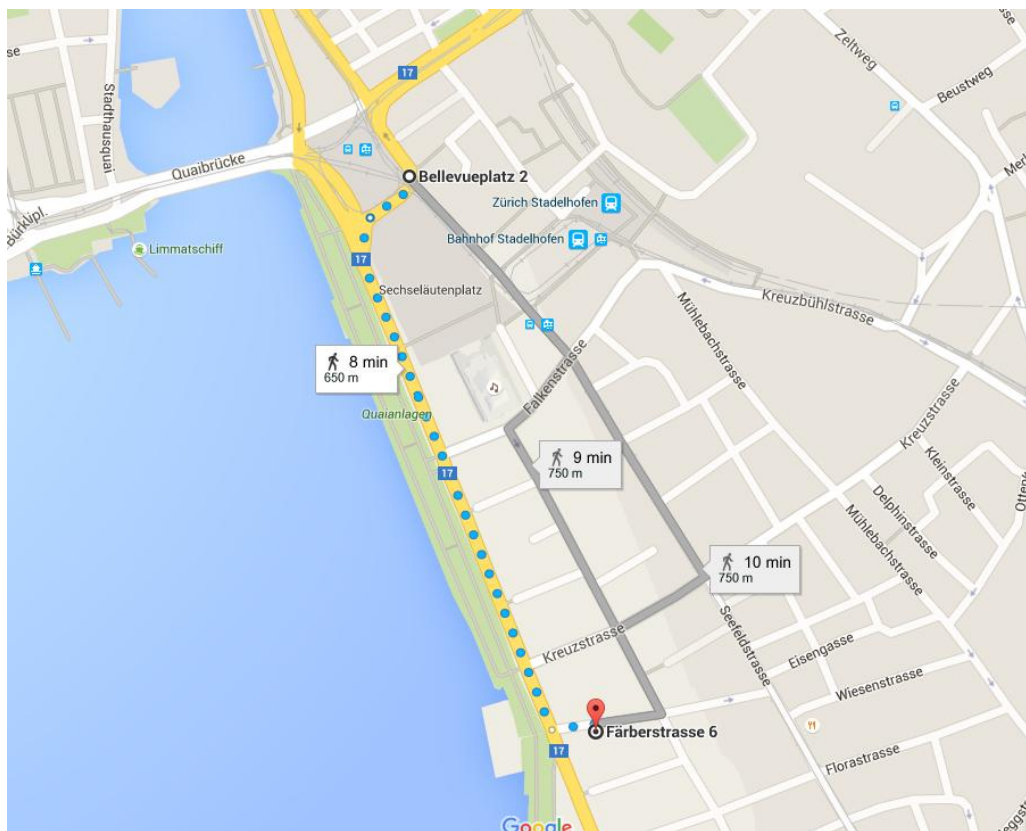 17
Zeltweg
Beustweg
Stadthausquai
Quaibrücke
Bellevueplatz 2
Zürich Stadelhofen
Bahnhof Stadelhofen
Limmatschiff
17
Sechseläutenplatz
Kreuzbühlstrasse
Mühlebachstrasse
8 min
650 m
Falkenstrasse
Quaianlagen
Kreuzstrasse
9 min
750 m
17
Kleinstrasse
Delphinstrasse
Mühlebachstrasse
10 min
750 m
Kreuzstrasse
Seefeldstrasse
Eisengasse
Wiesenstrasse
Färberstrasse 6
17
Florastrasse
Google